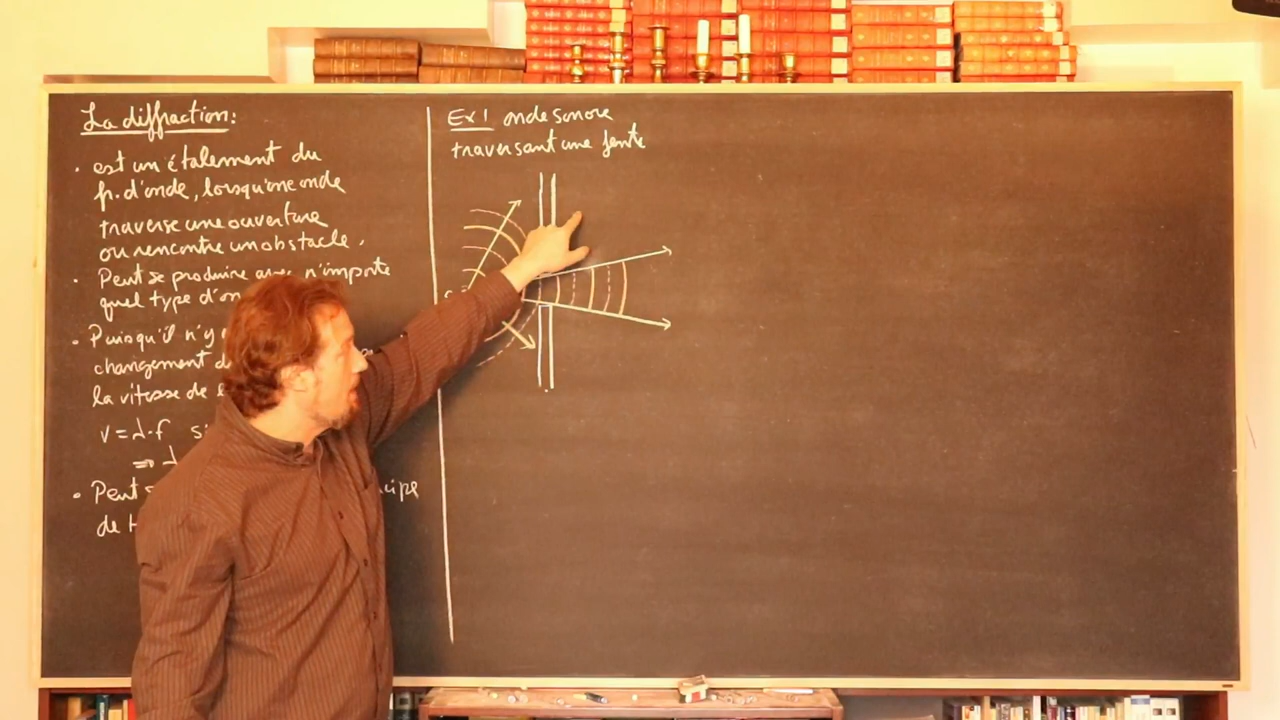 La diffraction:
• est un étalement du
fr. d'onde, lorsqu'une onde
traverse une ouverture
ou rencontre un obstacle.
• Peut se produire avec n'importe
quel type d'on
• Puisqu'il n'y
changement d
la vitesse de l
v = λ·f si
⇒ λ
• Peut s cipe
de H
Ex 1 onde sonore
traversant une fente